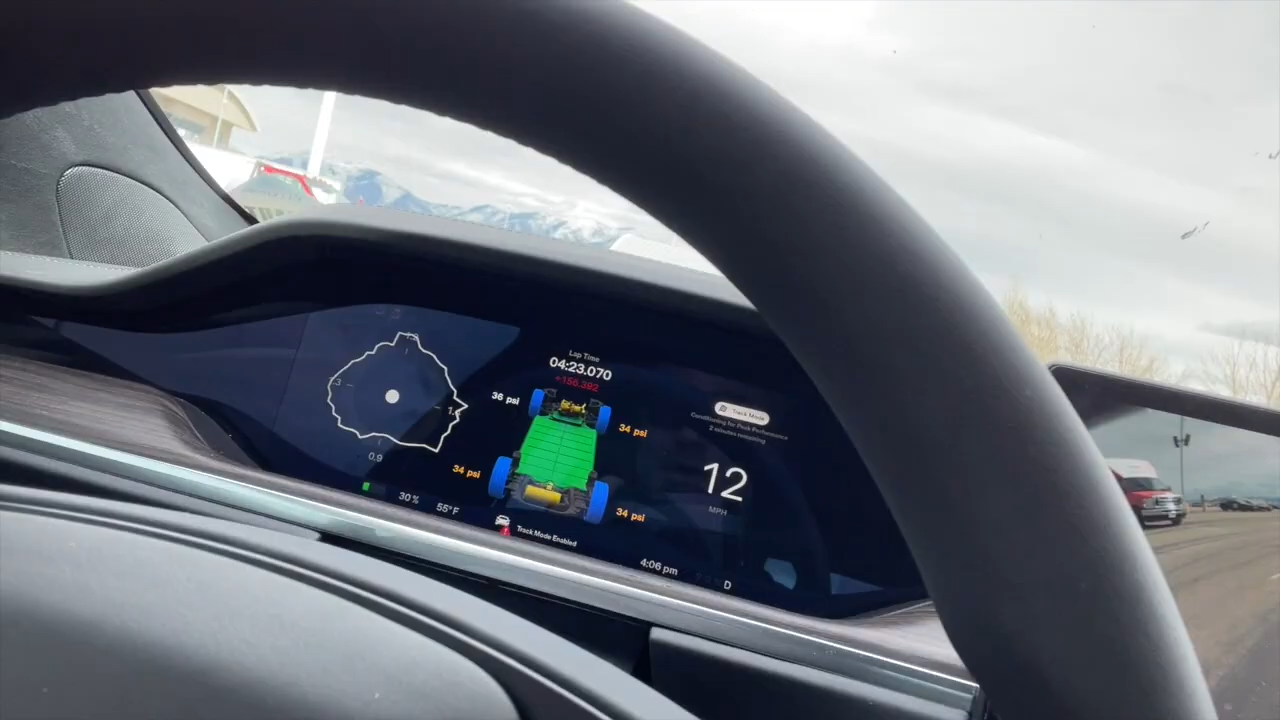 Lap Time
04:23.070
+156.392
36 psi
34 psi
34 psi
34 psi
Track Mode
Conditioning for Peak Performance
2 minutes remaining
12
MPH
0.9
30%
55°F
Track Mode Enabled
4:06 pm
D